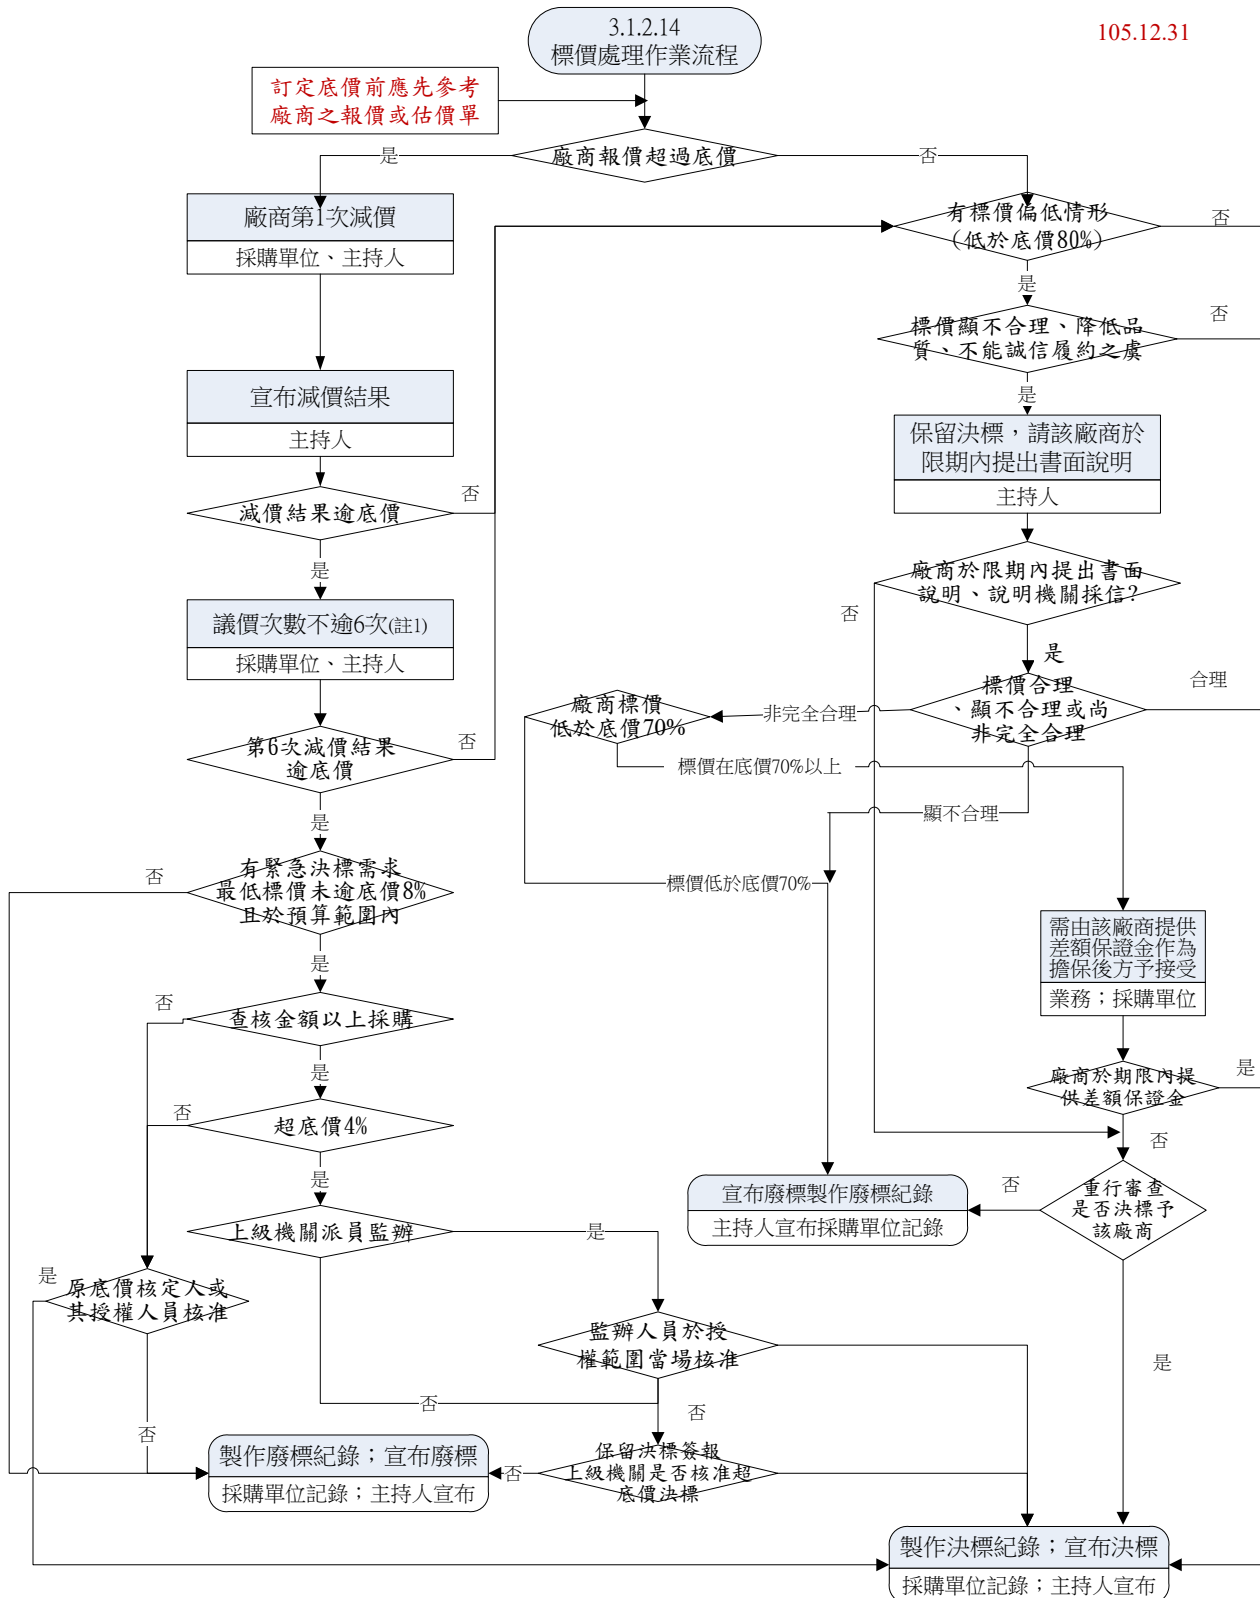 3.1.2.14
標價處理作業流程
105.12.31
訂定底價前應先參考
廠商之報價或估價單
廠商報價超過底價
是
否
廠商第1次減價
採購單位、主持人
有標價偏低情形
(低於底價80%)
否
是
標價顯不合理、降低品
質、不能誠信履約之虞
否
是
宣布減價結果
主持人
保留決標，請該廠商於
限期內提出書面說明
主持人
減價結果逾底價
否
是
廠商於限期內提出書面
說明、說明機關採信?
否
是
議價次數不逾6次(註1)
採購單位、主持人
標價合理
、顯不合理或尚
非完全合理
合理
非完全合理
廠商標價
低於底價70%
第6次減價結果
逾底價
否
標價在底價70%以上
顯不合理
是
有緊急決標需求
最低標價未逾底價8%
且於預算範圍內
否
標價低於底價70%
是
需由該廠商提供
差額保證金作為
擔保後方予接受
業務；採購單位
查核金額以上採購
否
是
廠商於期限內提
供差額保證金
是
否
超底價4%
否
是
宣布廢標製作廢標紀錄
主持人宣布採購單位記錄
否
重行審查
是否決標予
該廠商
上級機關派員監辦
是
是
原底價核定人或
其授權人員核准
監辦人員於授
權範圍當場核准
是
否
否
否
製作廢標紀錄；宣布廢標
採購單位記錄；主持人宣布
否
保留決標簽報
上級機關是否核准超
底價決標
製作決標紀錄；宣布決標
採購單位記錄；主持人宣布